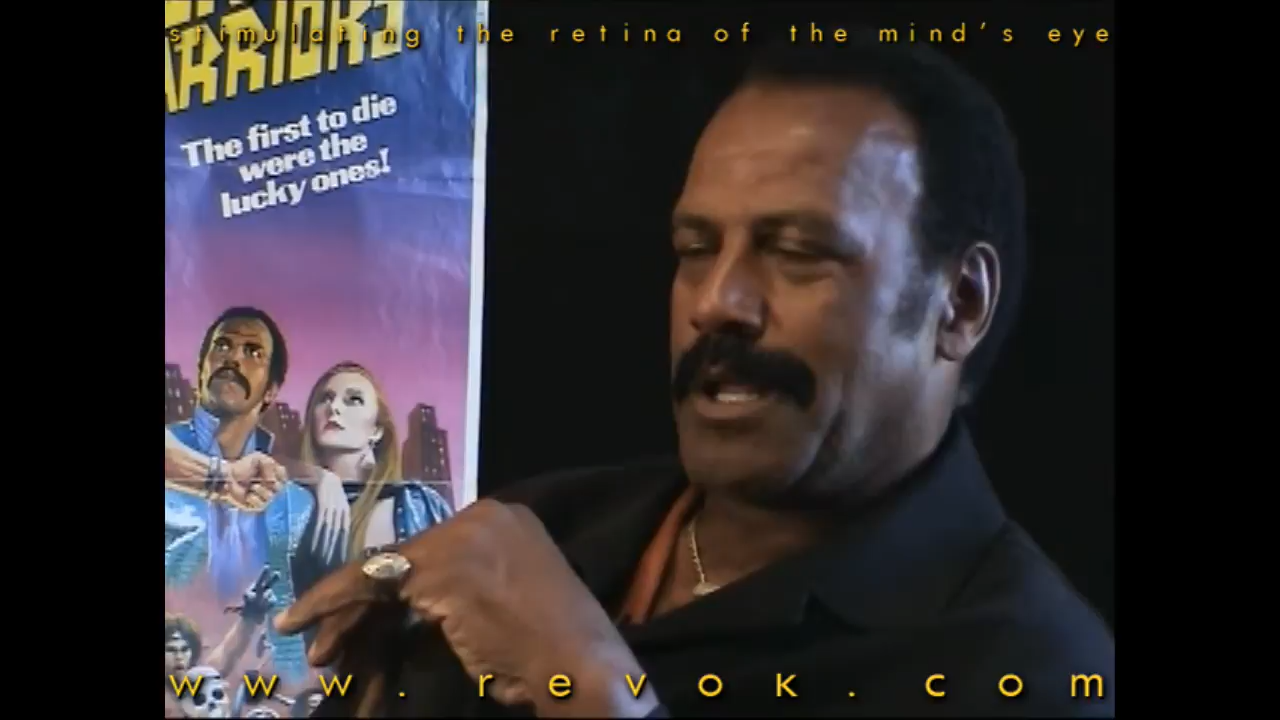 stimulating the retina of the mind's eye
ARRIORS
The first to die
were the
lucky ones!
www.revok.com